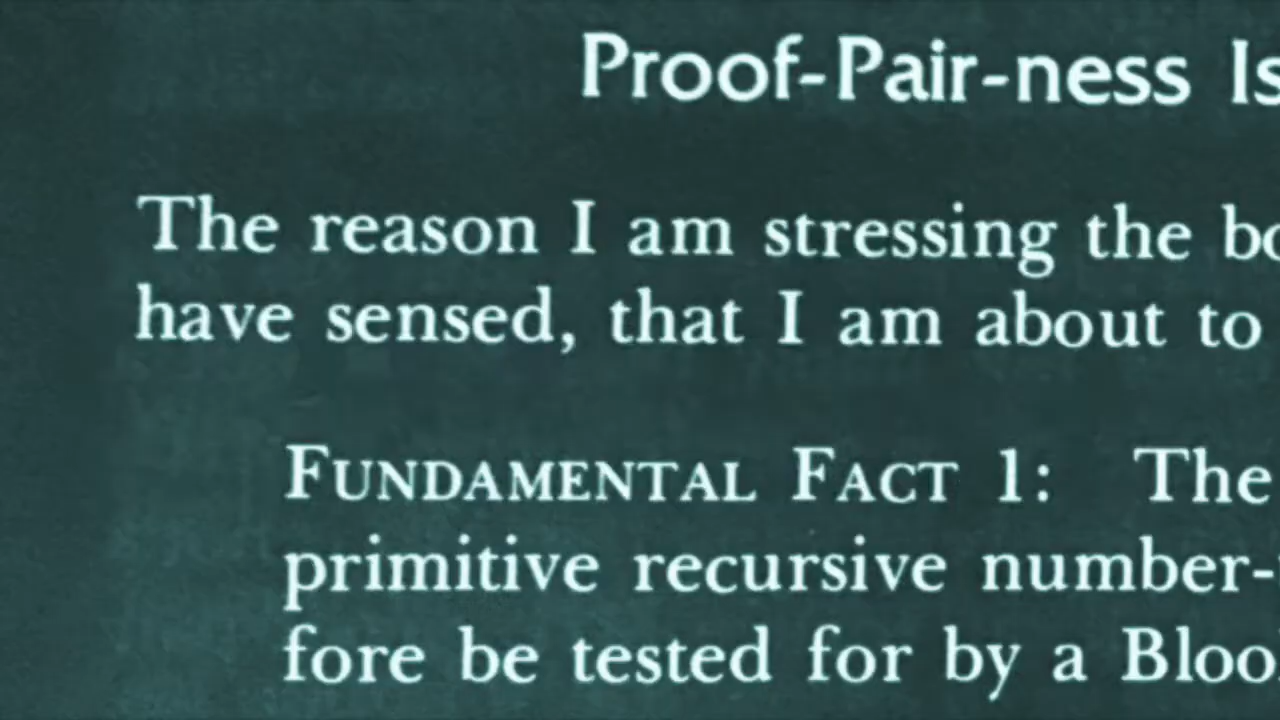 Proof-Pair-ness Is
The reason I am stressing the
have sensed, that I am about to
FUNDAMENTAL FACT 1: The
primitive recursive number-
fore be tested for by a Bloo